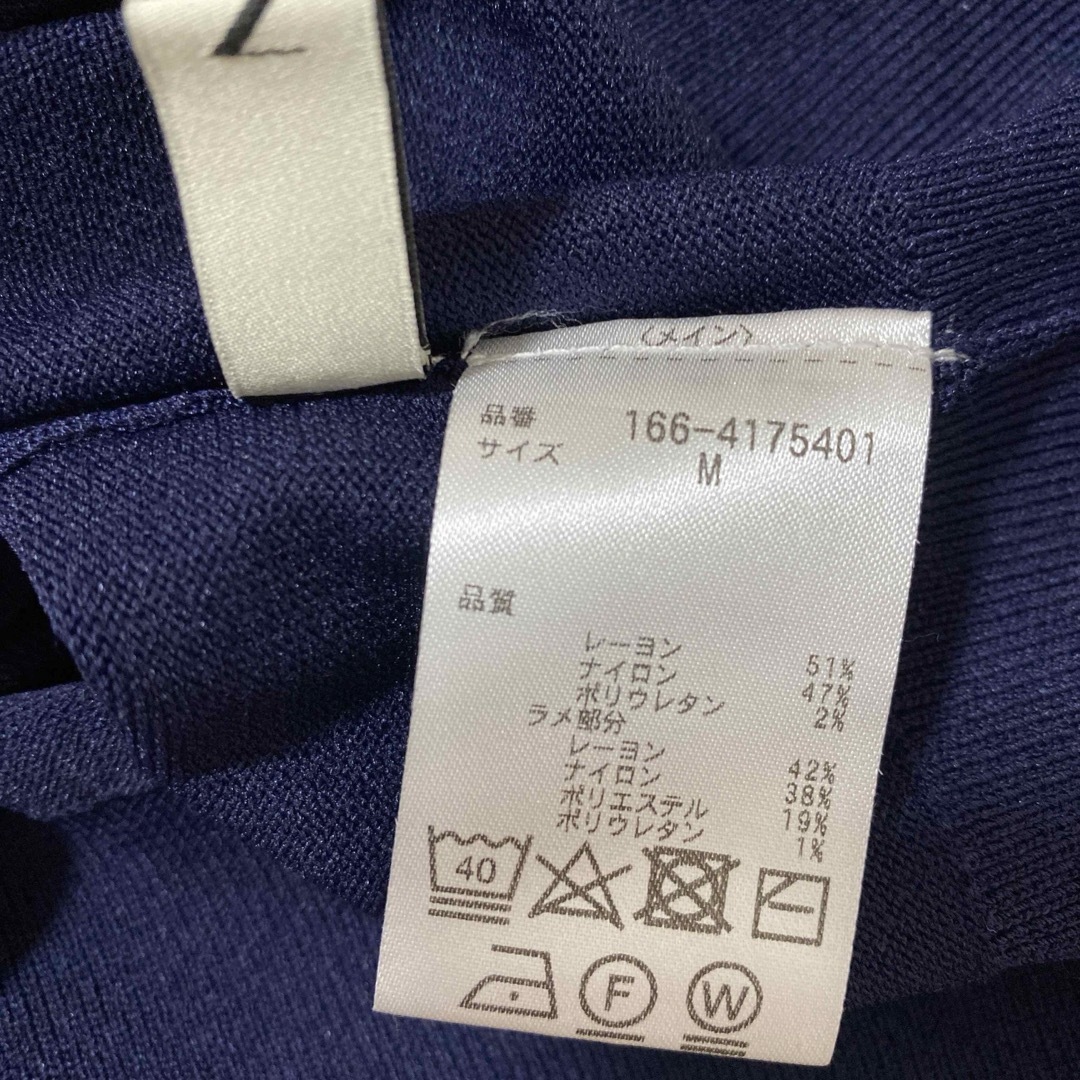 〈メイン〉
品番 166-4175401
サイズ M
品質
レーヨン 51%
ナイロン 47%
ポリウレタン 2%
ラメ部分
レーヨン 42%
ナイロン 38%
ポリエステル 19%
ポリウレタン 1%
40
F W